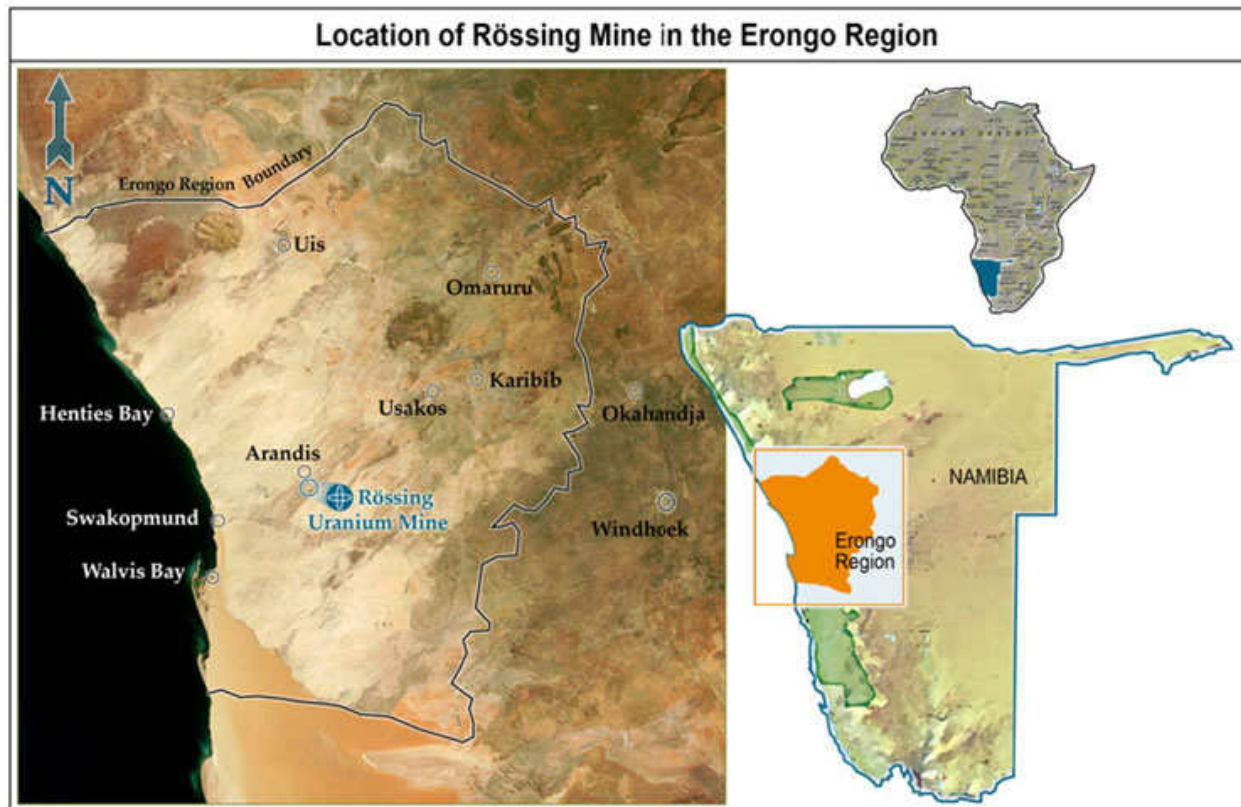 Location of Rössing Mine in the Erongo Region
N
Erongo Region Boundary
Uis
Omaruru
Karibib
Usakos
Okahandja
Henties Bay
Arandis
Rössing
Uranium Mine
Swakopmund
Windhoek
Walvis Bay
NAMIBIA
Erongo
Region